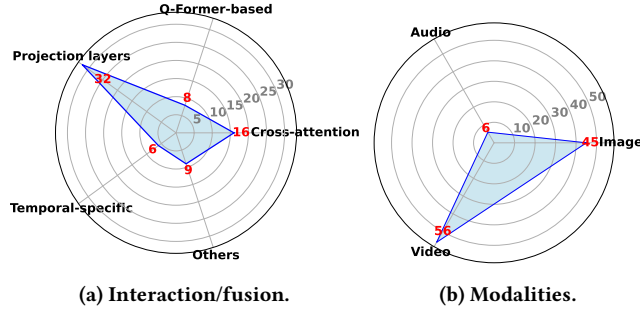 Q-Former-based
Projection layers
32
8
5 10 15 20 25 30
16 Cross-attention
6
9
Temporal-specific
Others
(a) Interaction/fusion.
Audio
6
10 20 30 40 50
45 Image
56
Video
(b) Modalities.